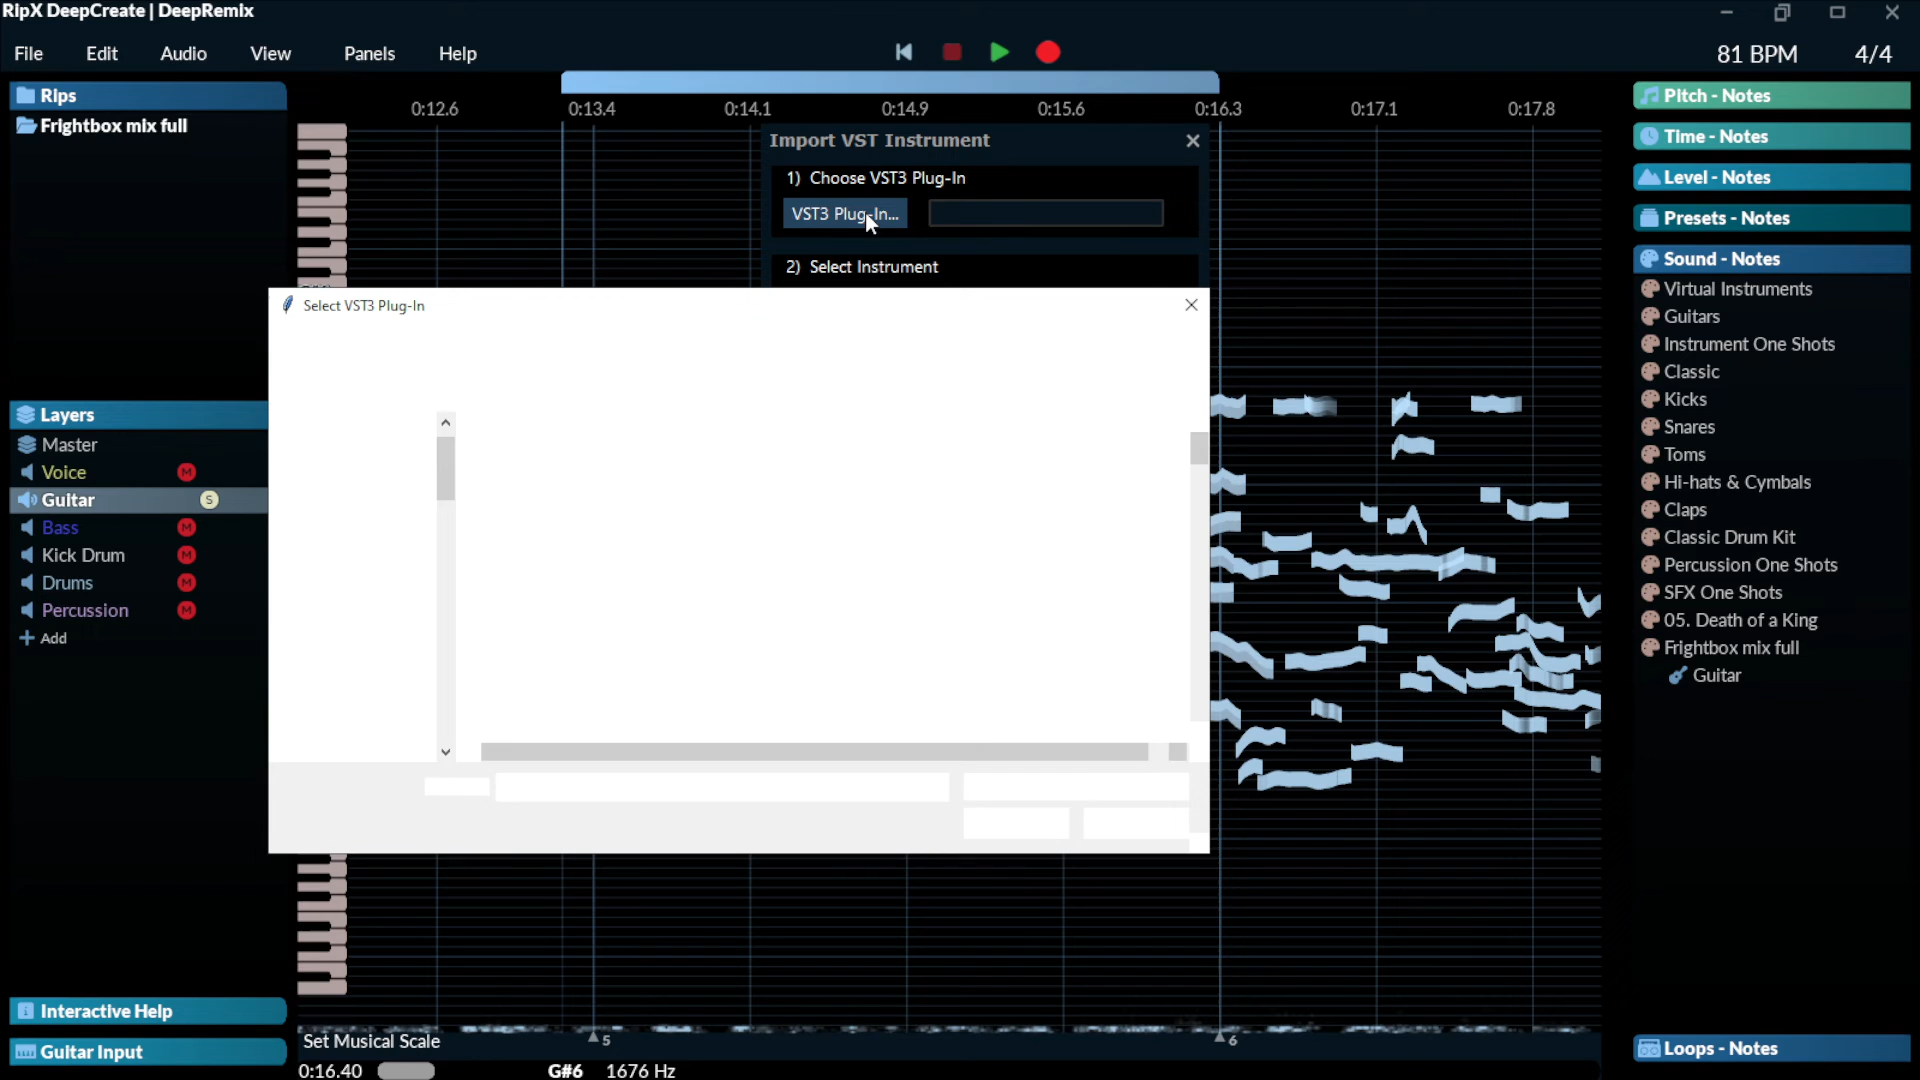 RipX DeepCreate | DeepRemix
File Edit Audio View Panels Help
81 BPM 4/4
Rips
Frightbox mix full
0:12.6 0:13.4 0:14.1 0:14.9 0:15.6 0:16.3 0:17.1 0:17.8
Import VST Instrument
1) Choose VST3 Plug-In
VST3 Plug-In...
2) Select Instrument
Select VST3 Plug-In
Layers
Master
Voice M
Guitar S
Bass M
Kick Drum M
Drums M
Percussion M
Add
Interactive Help
Guitar Input
Set Musical Scale
5
6
0:16.40 G#6 1676 Hz
Pitch - Notes
Time - Notes
Level - Notes
Presets - Notes
Sound - Notes
Virtual Instruments
Guitars
Instrument One Shots
Classic
Kicks
Snares
Toms
Hi-hats & Cymbals
Claps
Classic Drum Kit
Percussion One Shots
SFX One Shots
05. Death of a King
Frightbox mix full
Guitar
Loops - Notes